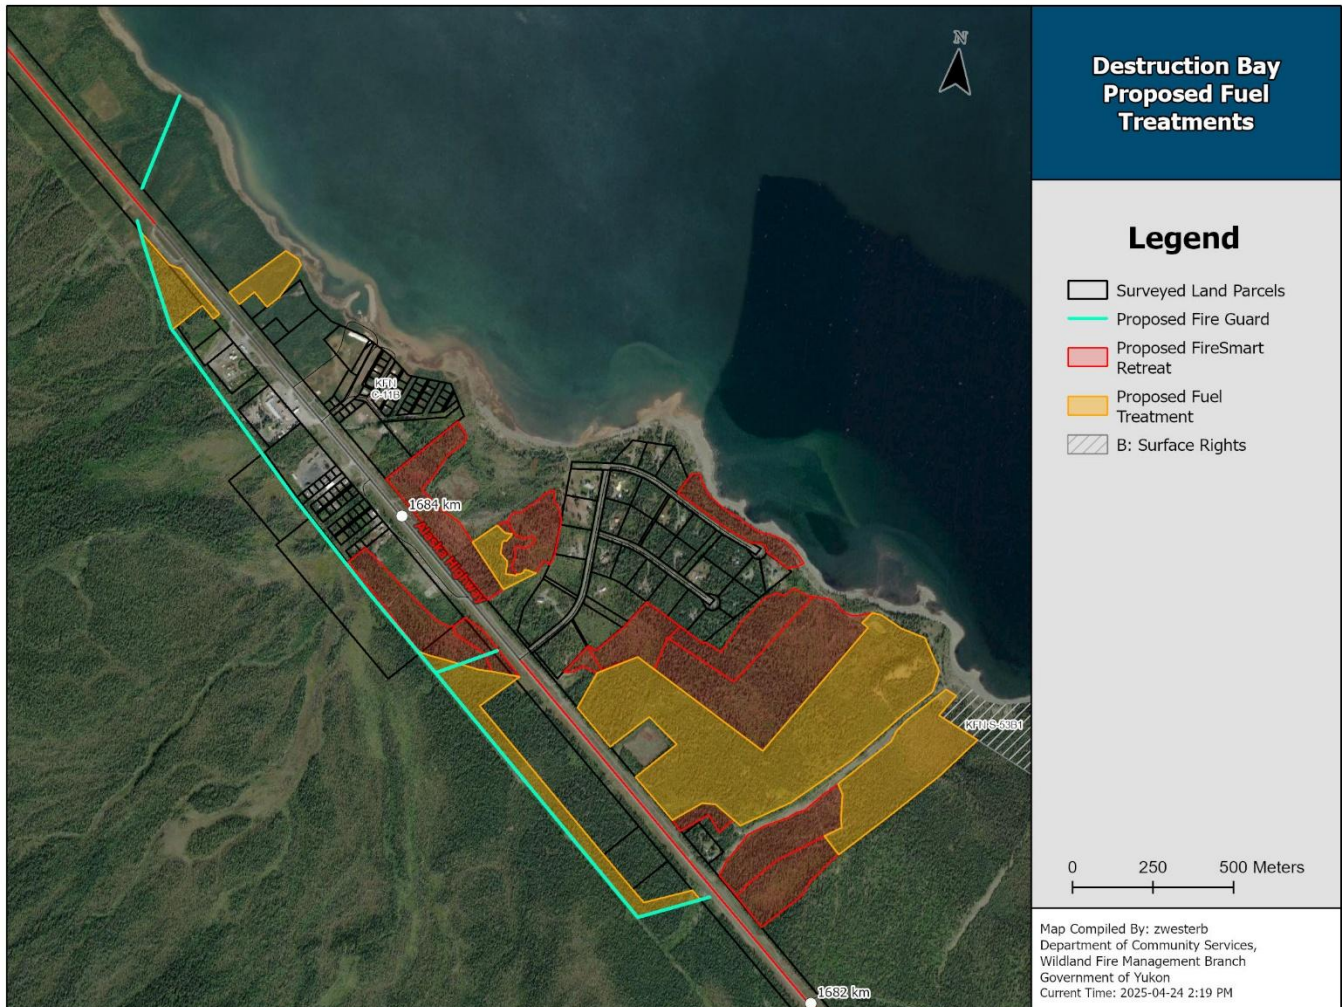 N
Destruction Bay
Proposed Fuel
Treatments
Legend
Surveyed Land Parcels
Proposed Fire Guard
Proposed FireSmart
Retreat
Proposed Fuel
Treatment
B: Surface Rights
KFN
C-11B
1684 km
Alaska Highway
KFN S-53B1
1682 km
0 250 500 Meters
Map Compiled By: zwesterb
Department of Community Services,
Wildland Fire Management Branch
Government of Yukon
Current Time: 2025-04-24 2:19 PM